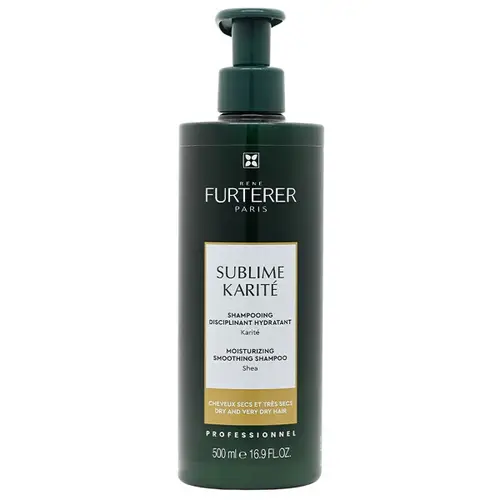 RENE
FURTERER
PARIS
SUBLIME
KARITÉ
SHAMPOOING
DISCIPLINANT HYDRATANT
Karité
MOISTURIZING
SMOOTHING SHAMPOO
Shea
CHEVEUX SECS ET TRÈS SECS
DRY AND VERY DRY HAIR
PROFESSIONNEL
500 ml e 16.9 FL.OZ.